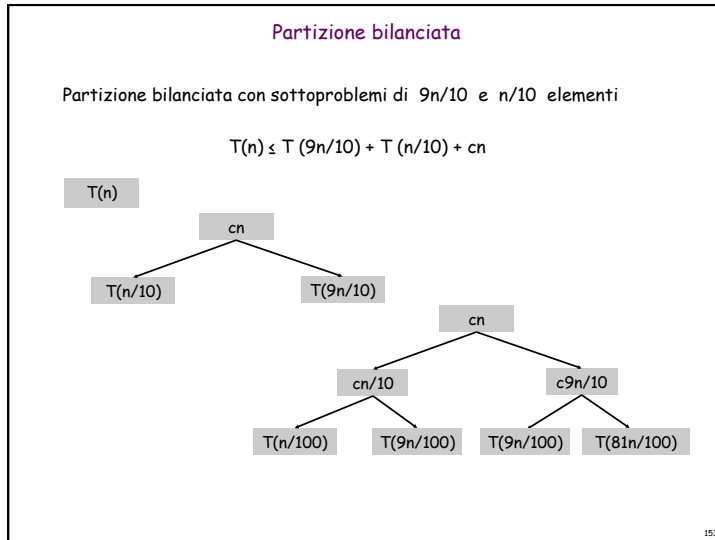 Partizione bilanciata
Partizione bilanciata con sottoproblemi di 9n/10 e n/10 elementi
T(n) ≤ T (9n/10) + T (n/10) + cn
T(n)
cn
T(n/10) T(9n/10)
cn
cn/10 c9n/10
T(n/100) T(9n/100) T(9n/100) T(81n/100)
153